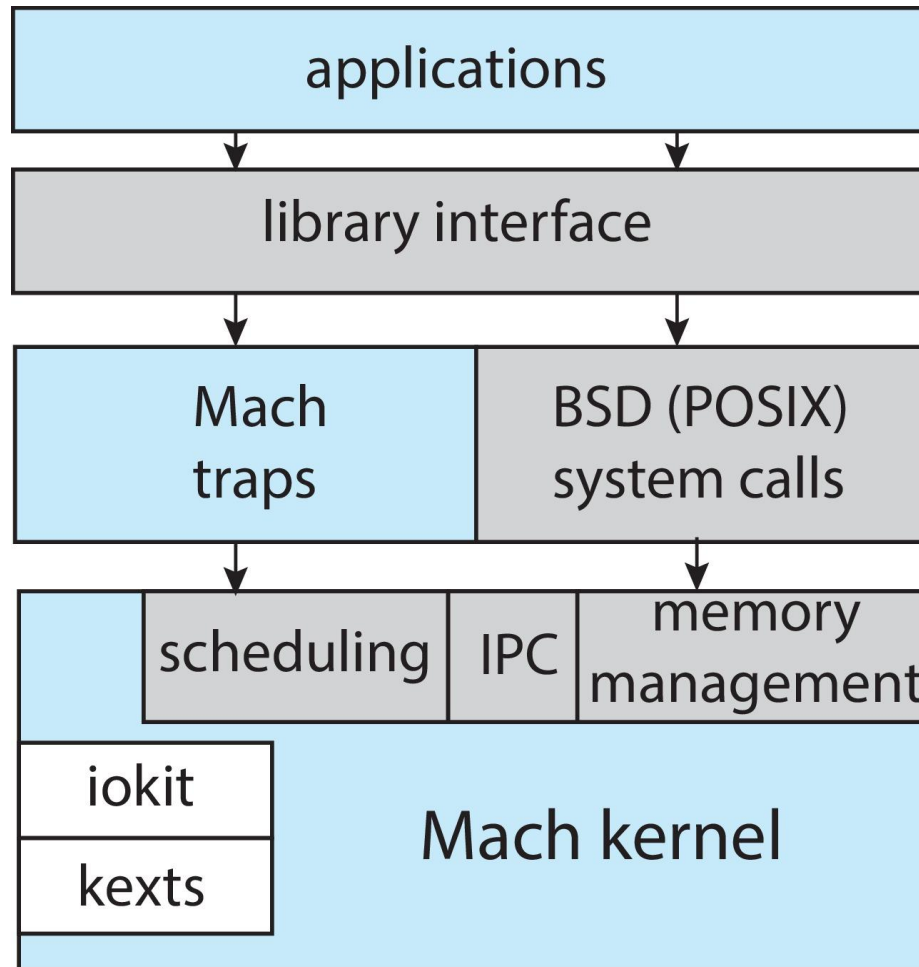 applications
library interface
Mach
traps
BSD (POSIX)
system calls
scheduling
IPC
memory
management
iokit
kexts
Mach kernel